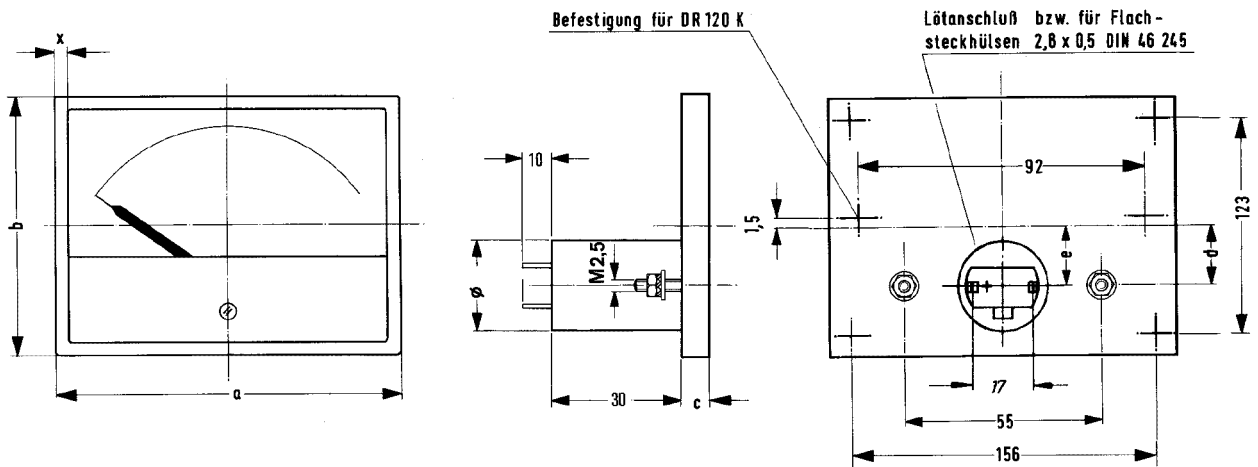 Befestigung für DR 120 K
Lötanschluß bzw. für Flach-
steckhülsen 2,8 x 0,5 DIN 46 245
x
b
a
10
ø
M2,5
30
c
92
1,5
123
e
d
+
17
55
156